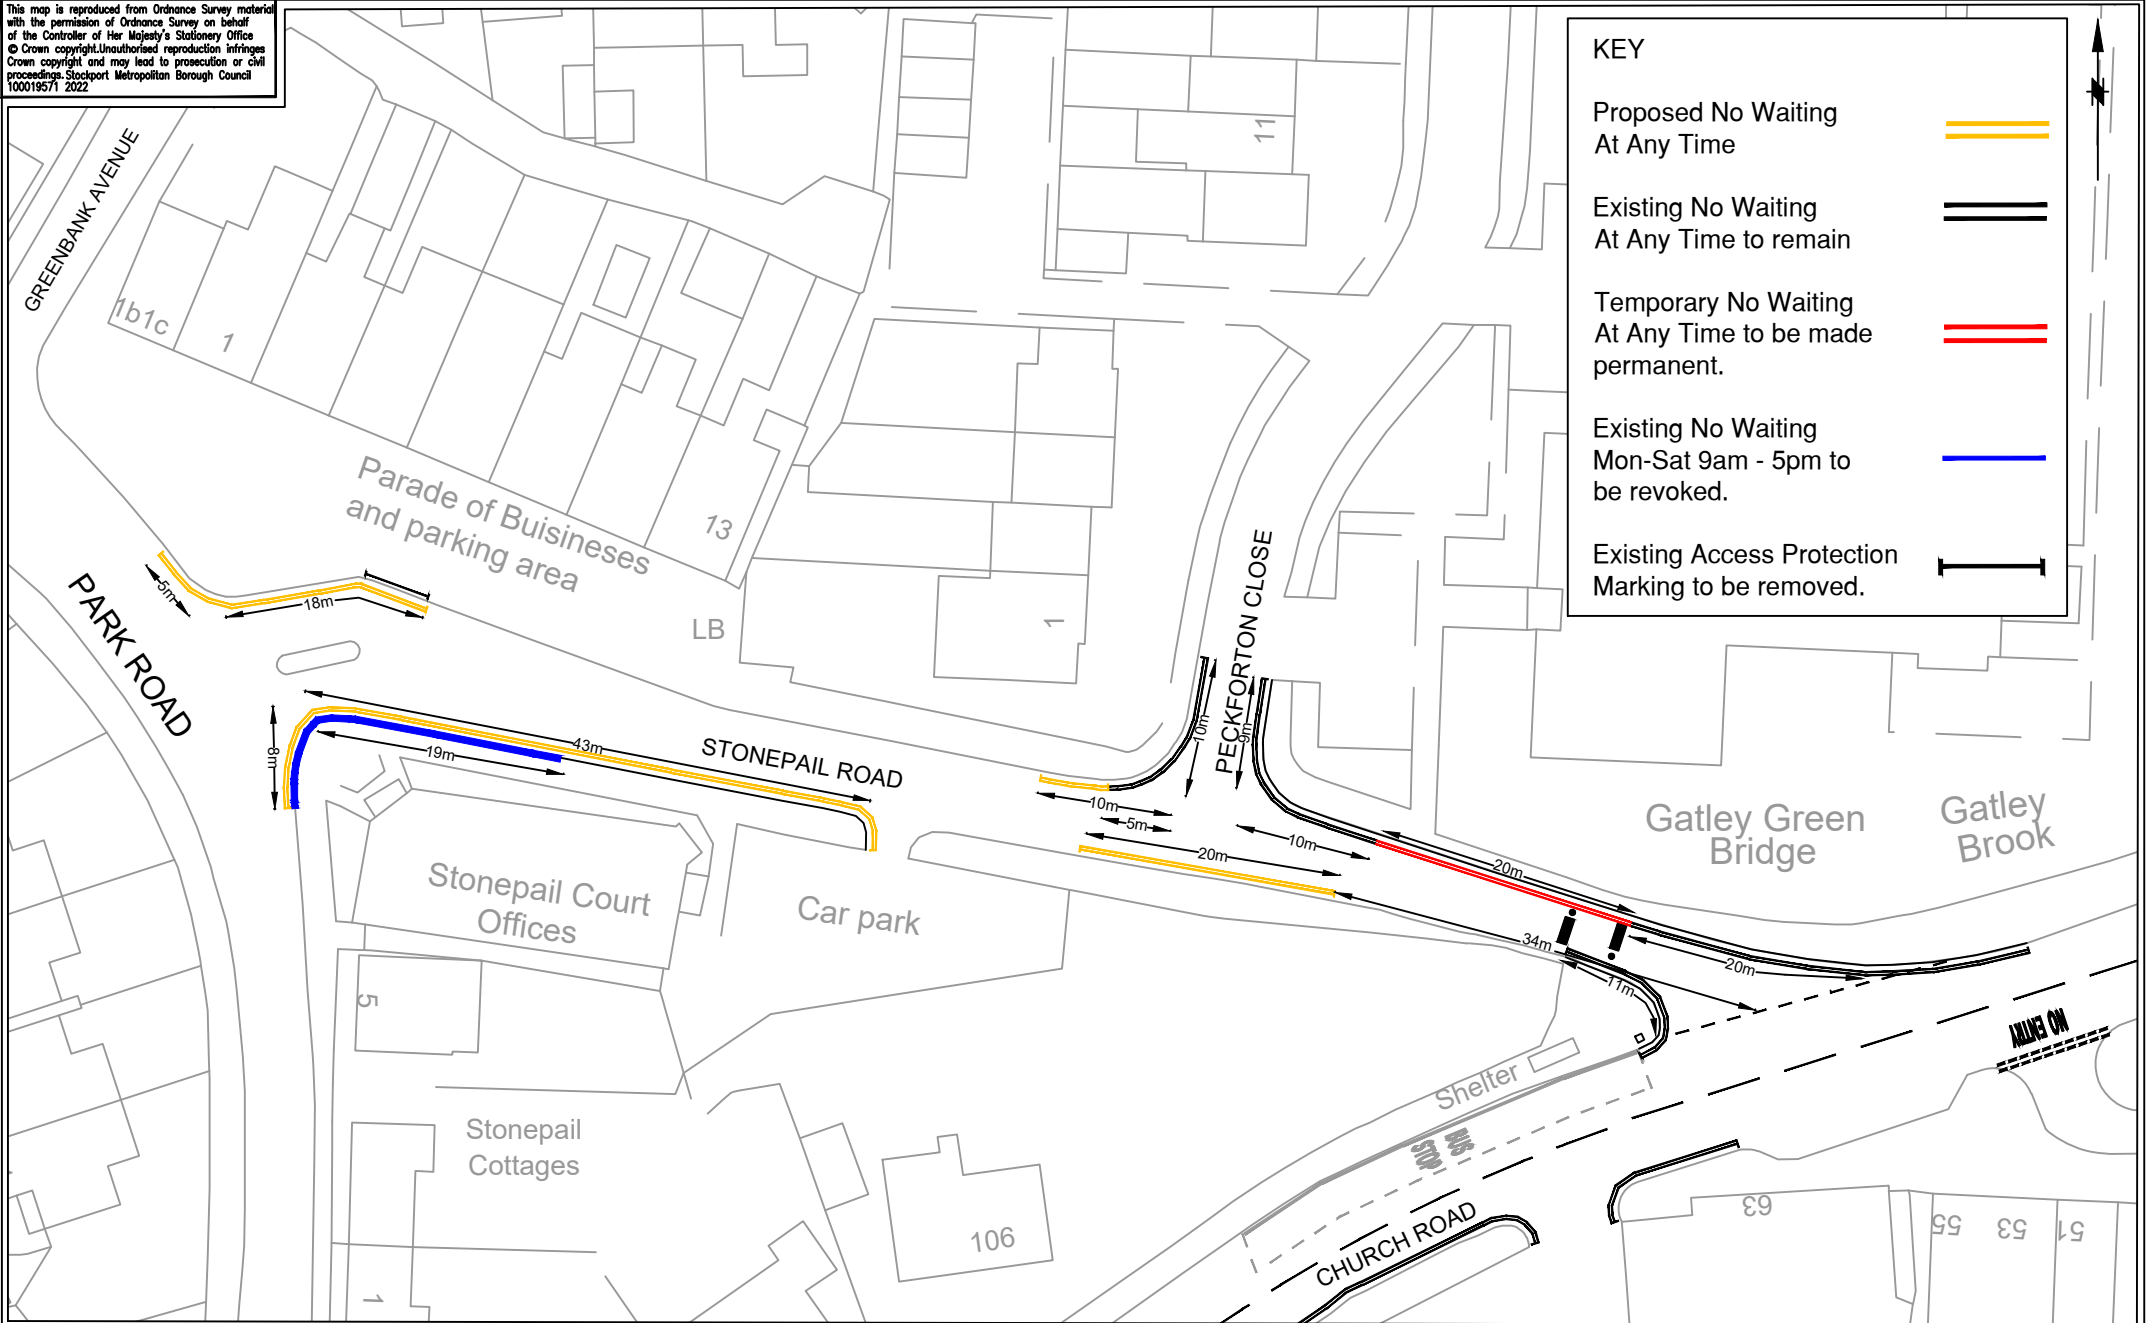 This map is reproduced from Ordnance Survey material
with the permission of Ordnance Survey on behalf
of the Controller of Her Majesty's Stationery Office
© Crown copyright.Unauthorised reproduction infringes
Crown copyright and may lead to prosecution or civil
proceedings. Stockport Metropolitan Borough Council
100019571 2022
KEY
Proposed No Waiting
At Any Time
Existing No Waiting
At Any Time to remain
Temporary No Waiting
At Any Time to be made
permanent.
Existing No Waiting
Mon-Sat 9am - 5pm to
be revoked.
Existing Access Protection
Marking to be removed.
GREENBANK AVENUE
1b1c
1
11
Parade of Buisineses
and parking area
13
LB
1
PECKFORTON CLOSE
PARK ROAD
5m
18m
8m
19m
43m
STONEPAIL ROAD
10m
9m
10m
5m
20m
10m
20m
34m
11m
20m
Gatley Green
Bridge
Gatley
Brook
Stonepail Court
Offices
Car park
5
Stonepail
Cottages
1
106
Shelter
BUS
STOP
CHURCH ROAD
NO ENTRY
63
55
53
51